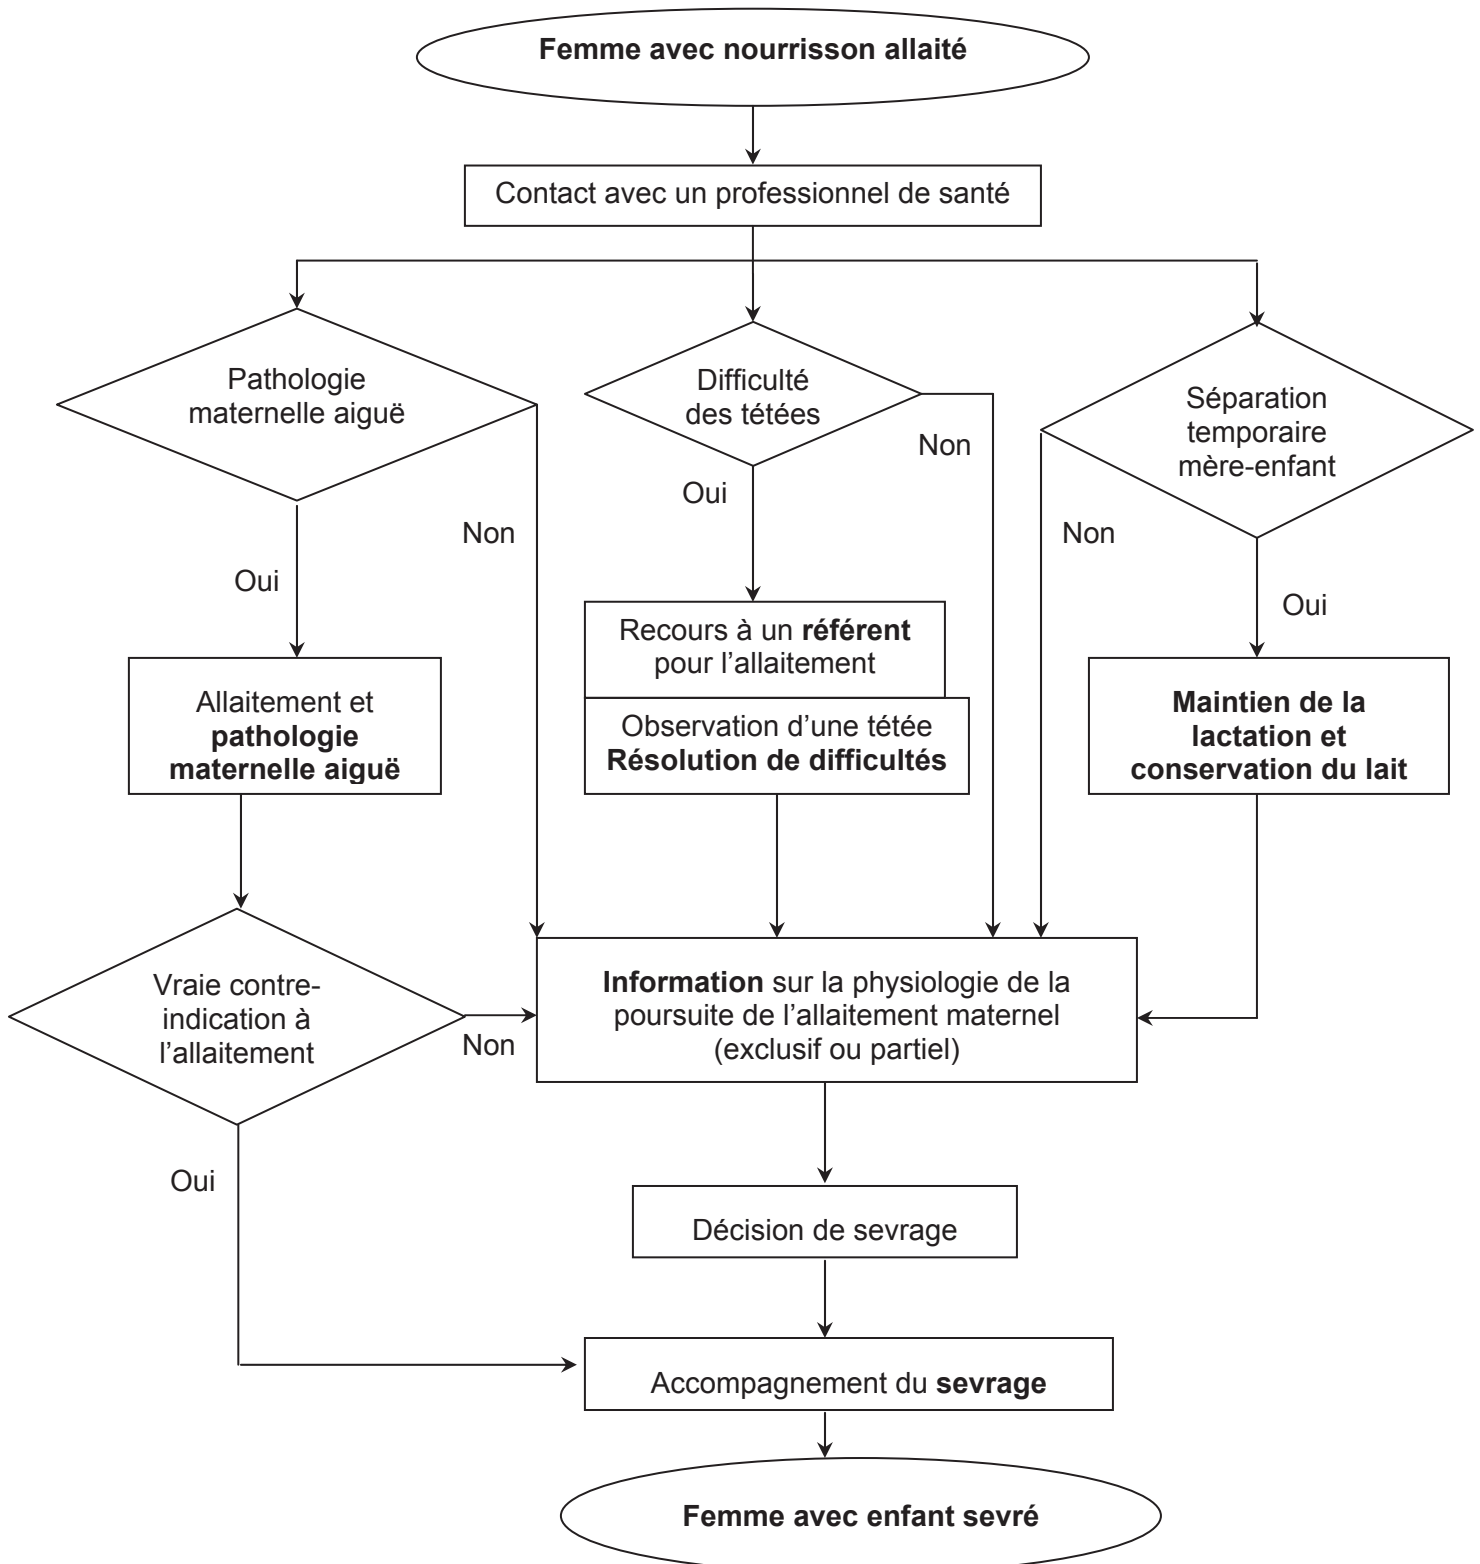 Femme avec nourrisson allaité
Contact avec un professionnel de santé
Pathologie
maternelle aiguë
Difficulté
des tétées
Séparation
temporaire
mère-enfant
Non
Oui
Non
Non
Oui
Oui
Recours à un référent
pour l’allaitement
Allaitement et
pathologie
maternelle aiguë
Observation d’une tétée
Résolution de difficultés
Maintien de la
lactation et
conservation du lait
Vraie contre-
indication à
l’allaitement
Non
Information sur la physiologie de la
poursuite de l’allaitement maternel
(exclusif ou partiel)
Oui
Décision de sevrage
Accompagnement du sevrage
Femme avec enfant sevré